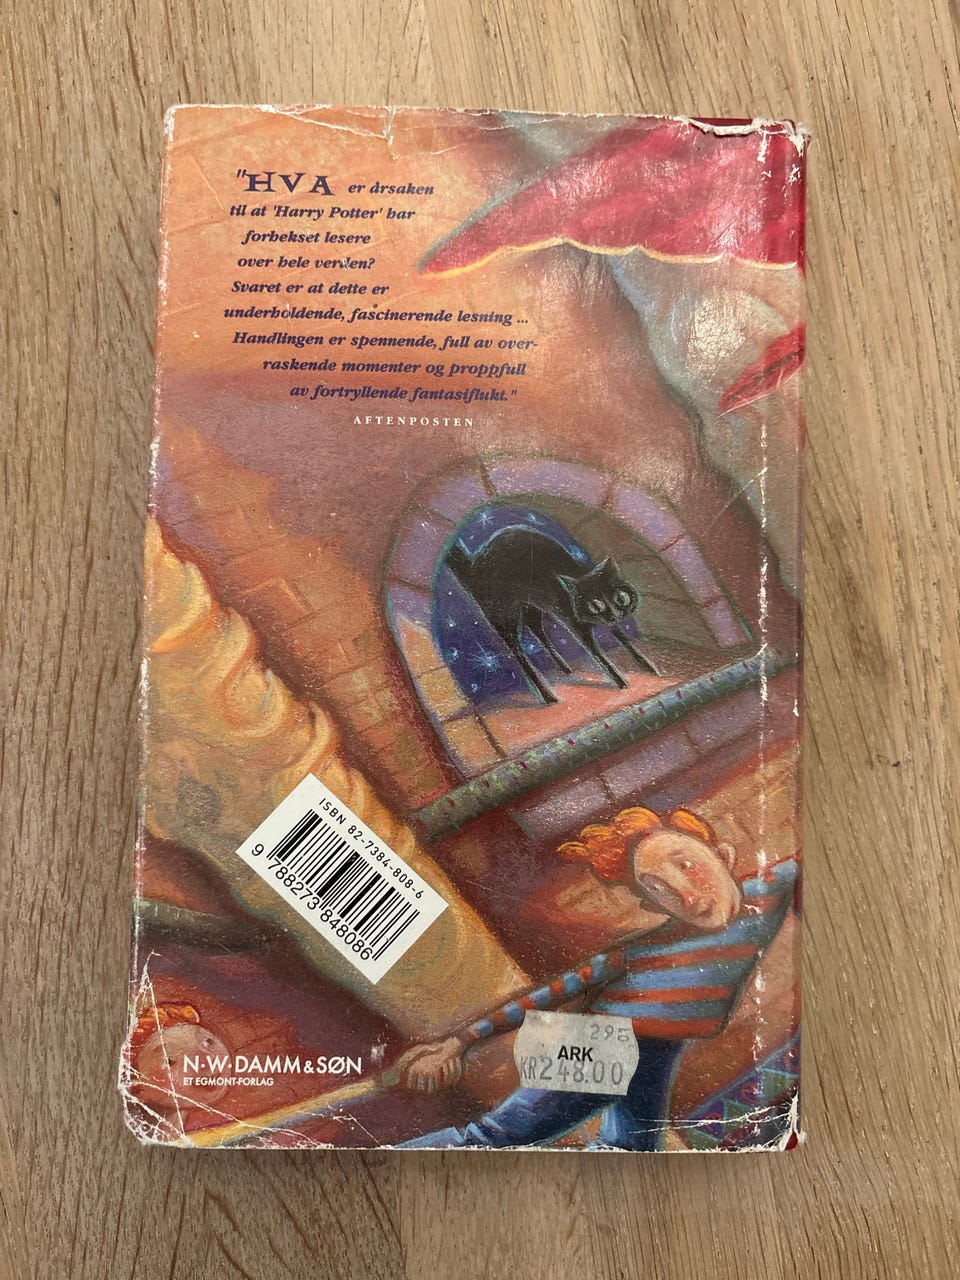 "HVA er årsaken
til at 'Harry Potter' har
forhekset lesere
over hele verden?
Svaret er at dette er
underholdende, fascinerende lesning ...
Handlingen er spennende, full av over-
raskende momenter og proppfull
av fortryllende fantasiflukt."
AFTENPOSTEN
ISBN 82-7384-808-6
9 788273 848086
N·W·DAMM & SØN
ET EGMONT-FORLAG
ARK
KR248.00